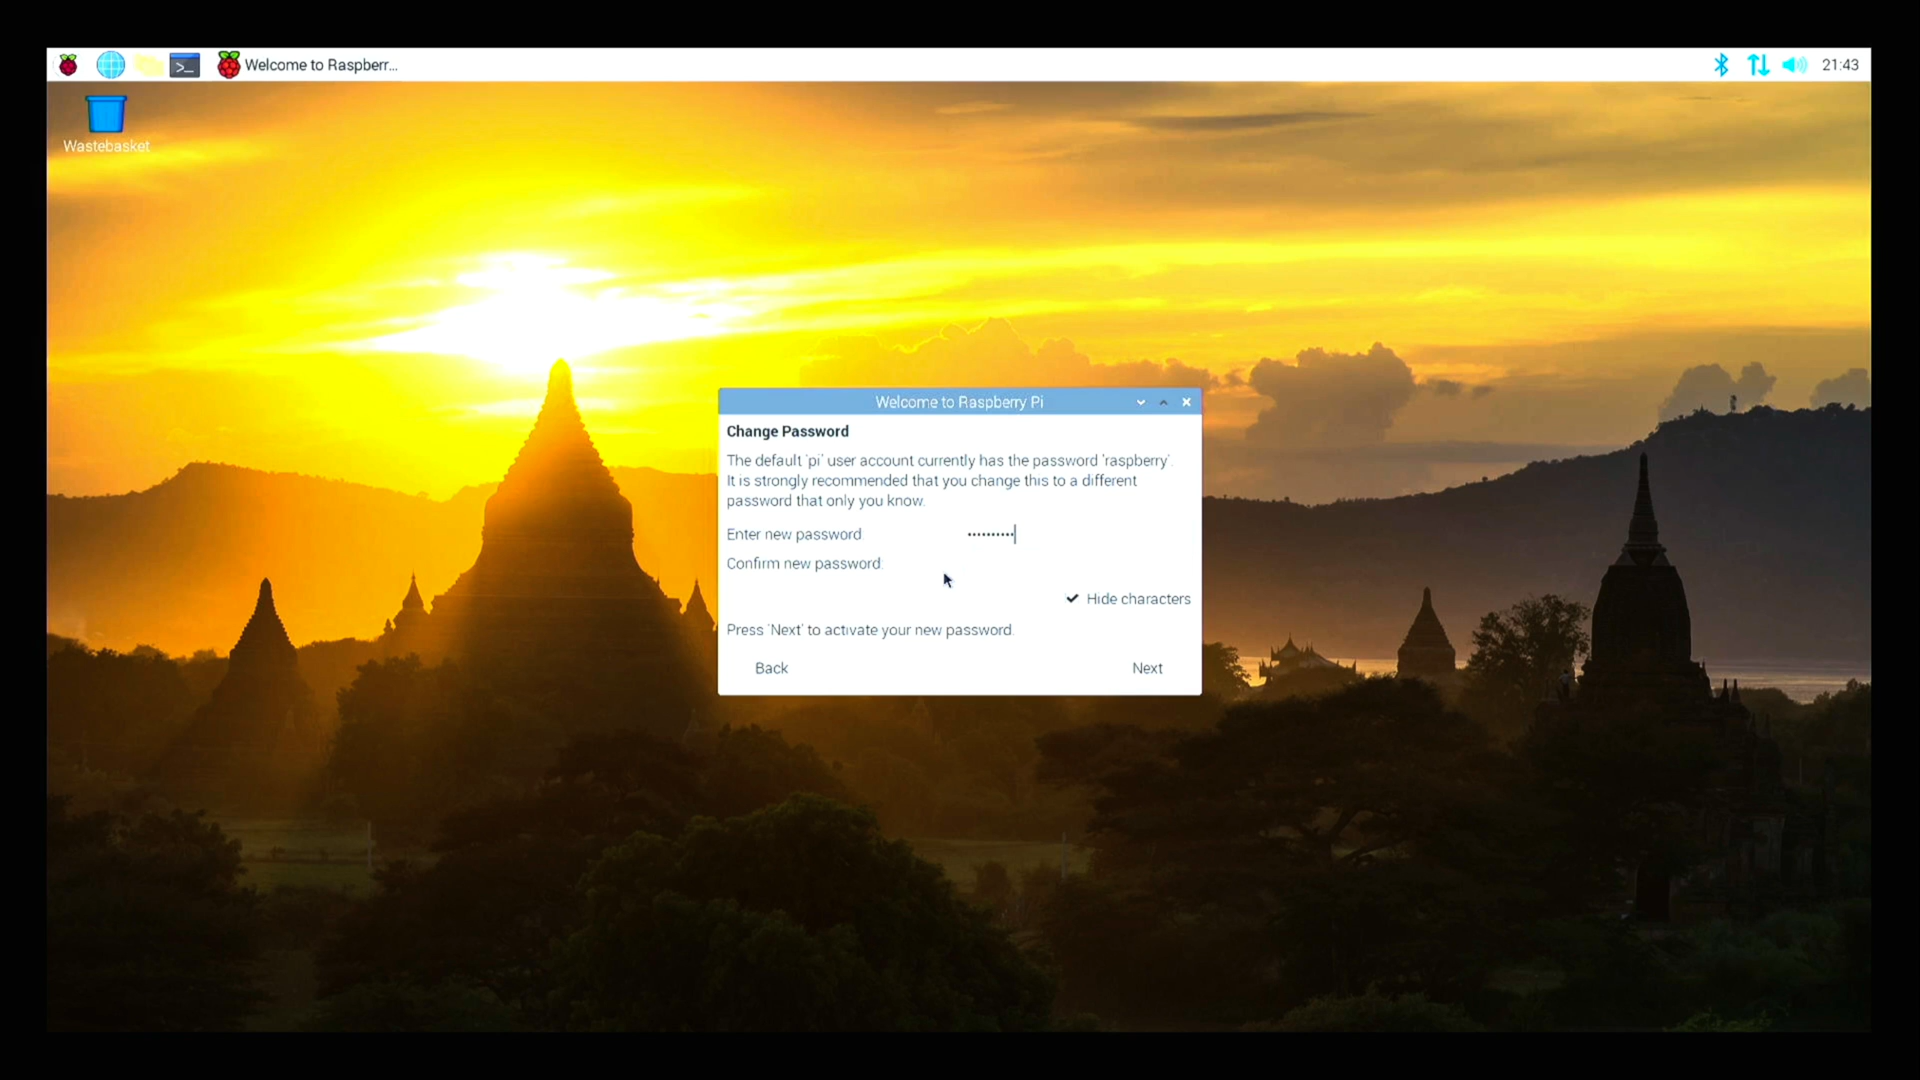 Welcome to Raspberr...
21:43
Wastebasket
Welcome to Raspberry Pi
Change Password
The default 'pi' user account currently has the password 'raspberry'.
It is strongly recommended that you change this to a different
password that only you know.
Enter new password:
Confirm new password:
Hide characters
Press 'Next' to activate your new password.
Back
Next